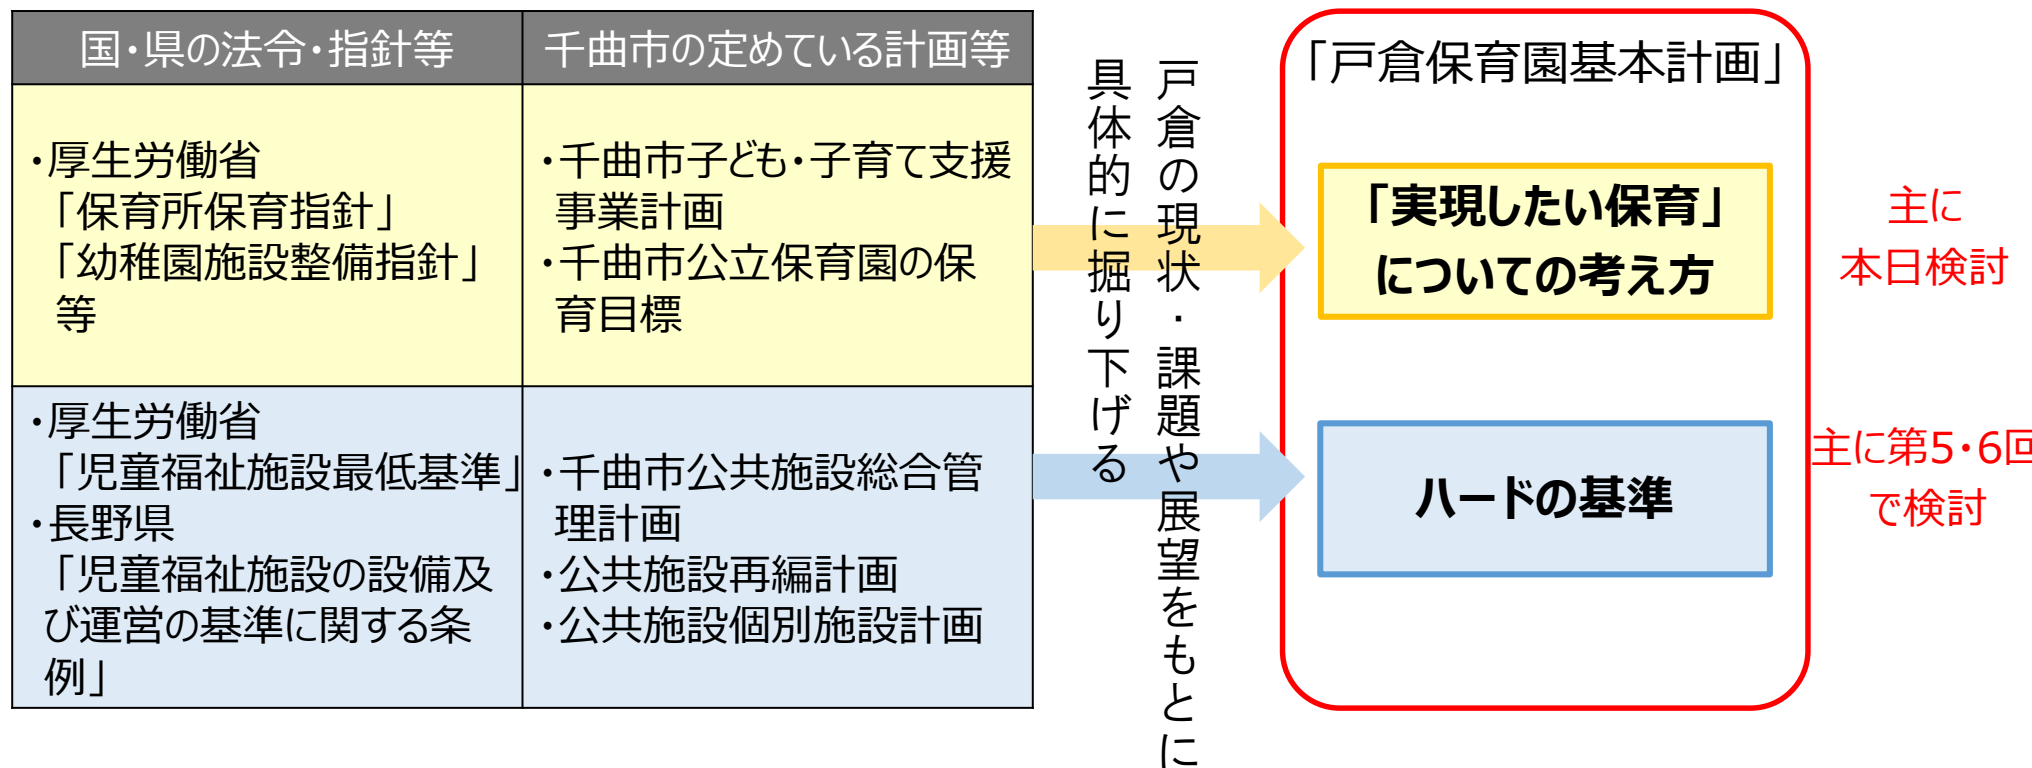 国・県の法令・指針等
千曲市の定めている計画等
・厚生労働省
「保育所保育指針」
「幼稚園施設整備指針」
等
・千曲市子ども・子育て支援
事業計画
・千曲市公立保育園の保
育目標
・厚生労働省
「児童福祉施設最低基準」
・長野県
「児童福祉施設の設備及
び運営の基準に関する条
例」
・千曲市公共施設総合管
理計画
・公共施設再編計画
・公共施設個別施設計画
戸倉の現状・課題や展望をもとに
具体的に掘り下げる
「戸倉保育園基本計画」
「実現したい保育」
についての考え方
主に
本日検討
ハードの基準
主に第5・6回
で検討